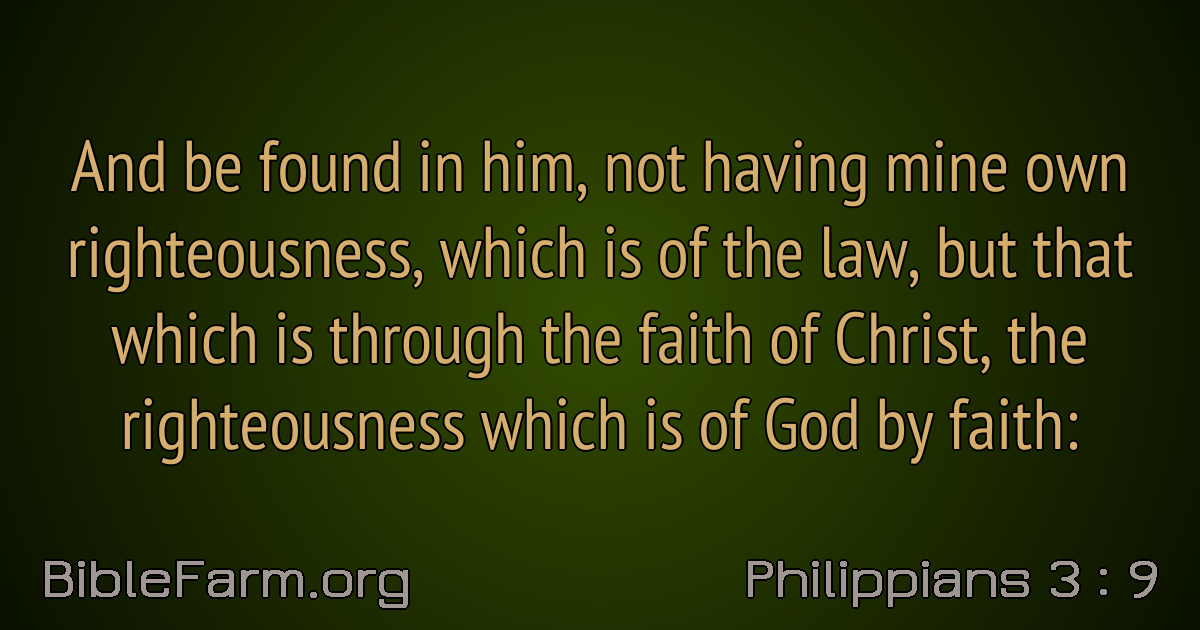 And be found in him, not having mine own
righteousness, which is of the law, but that
which is through the faith of Christ, the
righteousness which is of God by faith:
BibleFarm.org
Philippians 3 : 9